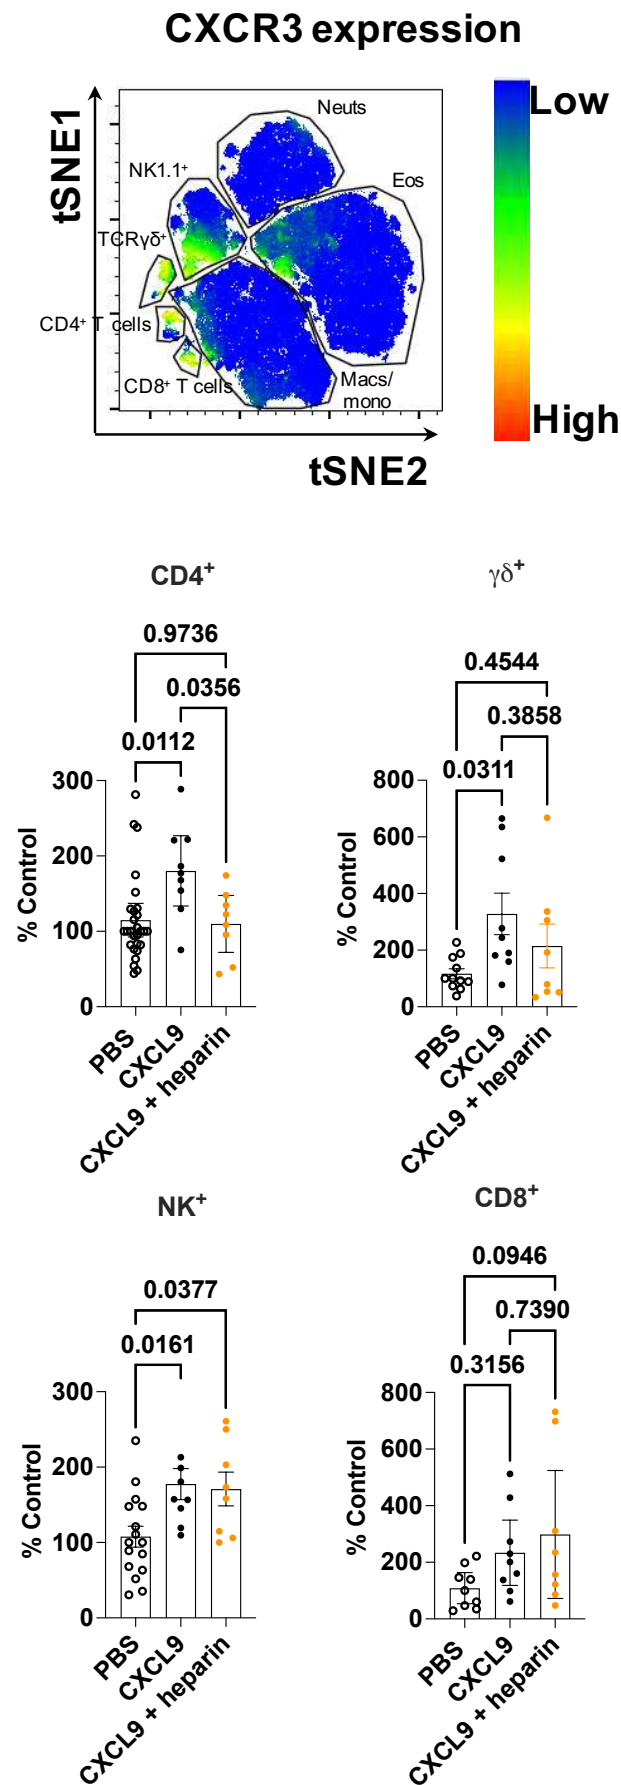 CXCR3 expression
tSNE1
Neuts
NK1.1⁺
Eos
TCRγδ⁺
CD4⁺ T cells
CD8⁺ T cells
Macs/
mono
tSNE2
Low
High
CD4⁺
0.9736
0.0356
0.0112
% Control
300
200
100
0
PBS
CXCL9
CXCL9 + heparin
γδ⁺
0.4544
0.3858
0.0311
% Control
800
600
400
200
0
PBS
CXCL9
CXCL9 + heparin
NK⁺
0.0377
0.0161
% Control
300
200
100
0
PBS
CXCL9
CXCL9 + heparin
CD8⁺
0.0946
0.7390
0.3156
% Control
800
600
400
200
0
PBS
CXCL9
CXCL9 + heparin